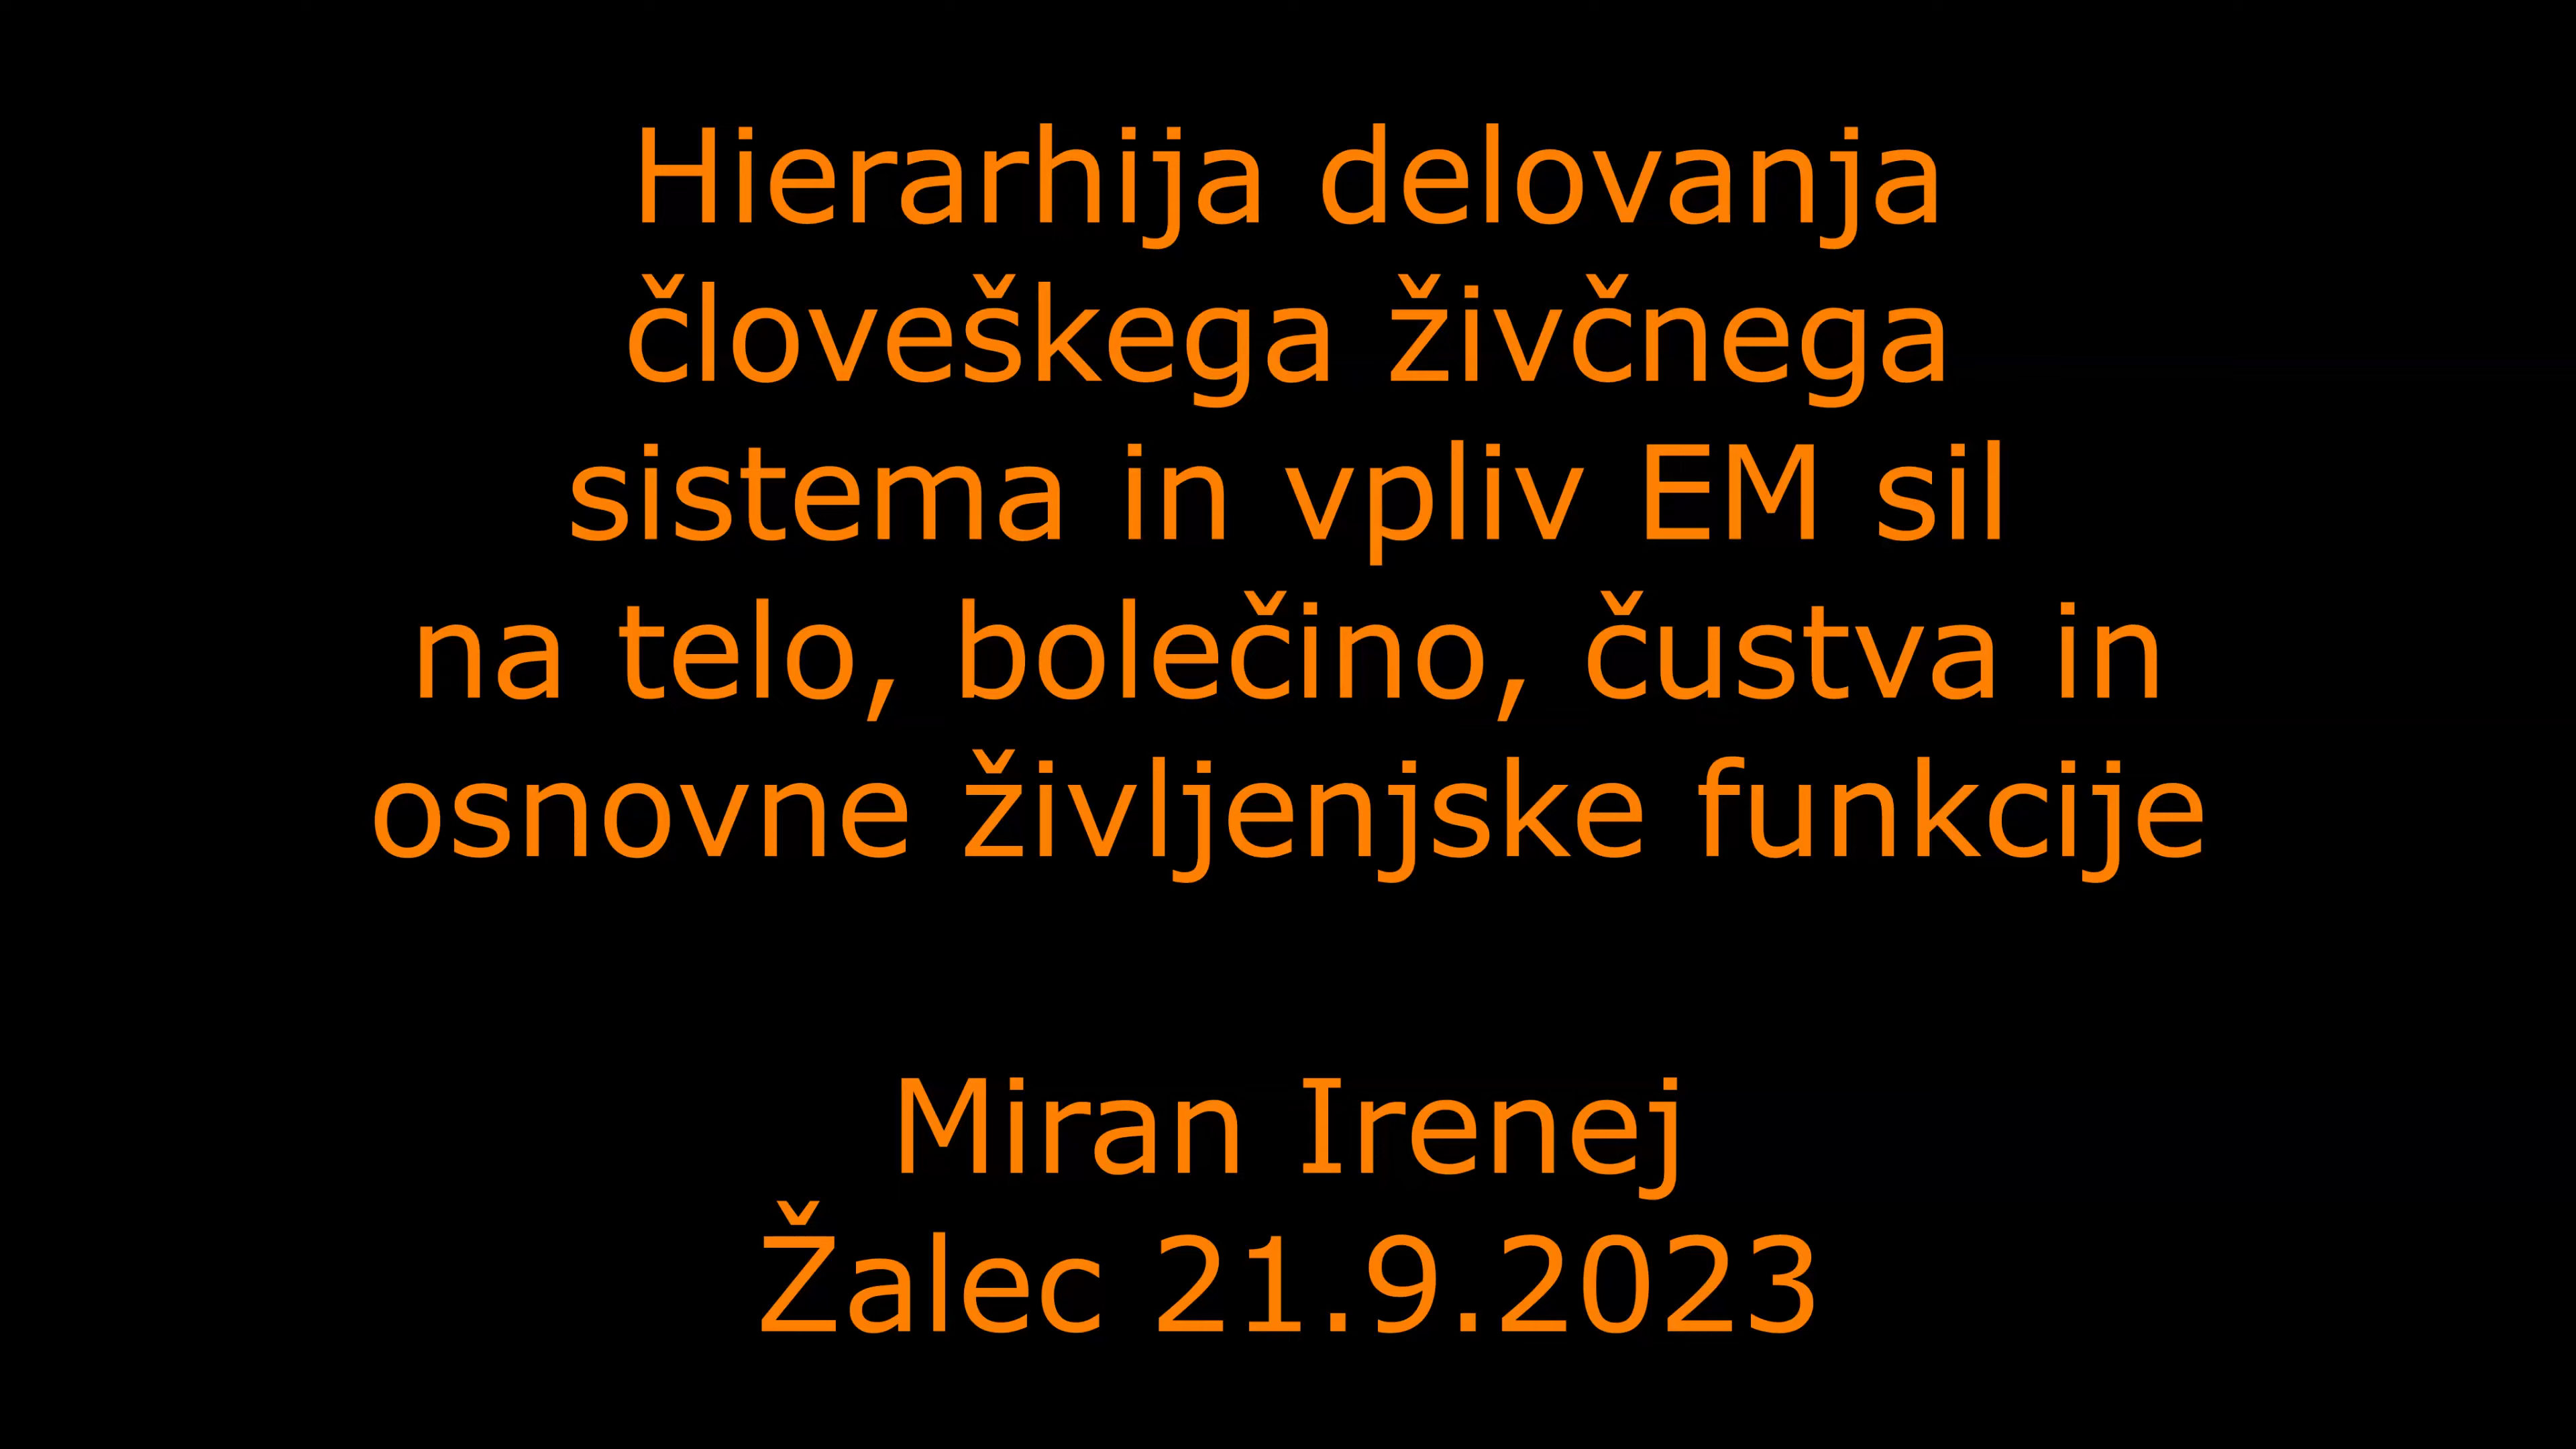 Hierarhija delovanja
človeškega živčnega
sistema in vpliv EM sil
na telo, bolečino, čustva in
osnovne življenjske funkcije
Miran Irenej
Žalec 21.9.2023